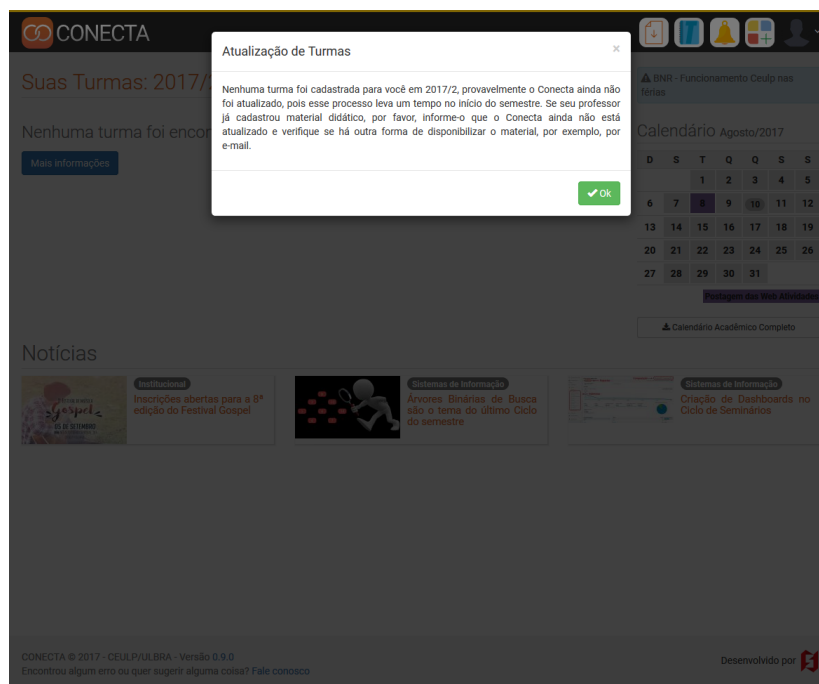 CONECTA
Atualização de Turmas
×
Nenhuma turma foi cadastrada para você em 2017/2, provavelmente o Conecta ainda não
foi atualizado, pois esse processo leva um tempo no início do semestre. Se seu professor
já cadastrou material didático, por favor, informe-o que o Conecta ainda não está
atualizado e verifique se há outra forma de disponibilizar o material, por exemplo, por
e-mail.
Ok
Suas Turmas: 2017/
Nenhuma turma foi encor
Mais informações
BNR - Funcionamento Ceulp nas
férias
Calendário Agosto/2017
D S T Q Q S S
1 2 3 4 5
6 7 8 9 10 11 12
13 14 15 16 17 18 19
20 21 22 23 24 25 26
27 28 29 30 31
Postagem das Web Atividades
Calendário Acadêmico Completo
Notícias
Institucional
Inscrições abertas para a 8ª
edição do Festival Gospel
Gospel
Sistemas de Informação
Árvores Binárias de Busca
são o tema do último Ciclo
do semestre
Sistemas de Informação
Criação de Dashboards no
Ciclo de Seminários
CONECTA © 2017 - CEULP/ULBRA - Versão 0.9.0
Encontrou algum erro ou quer sugerir alguma coisa? Fale conosco
Desenvolvido por